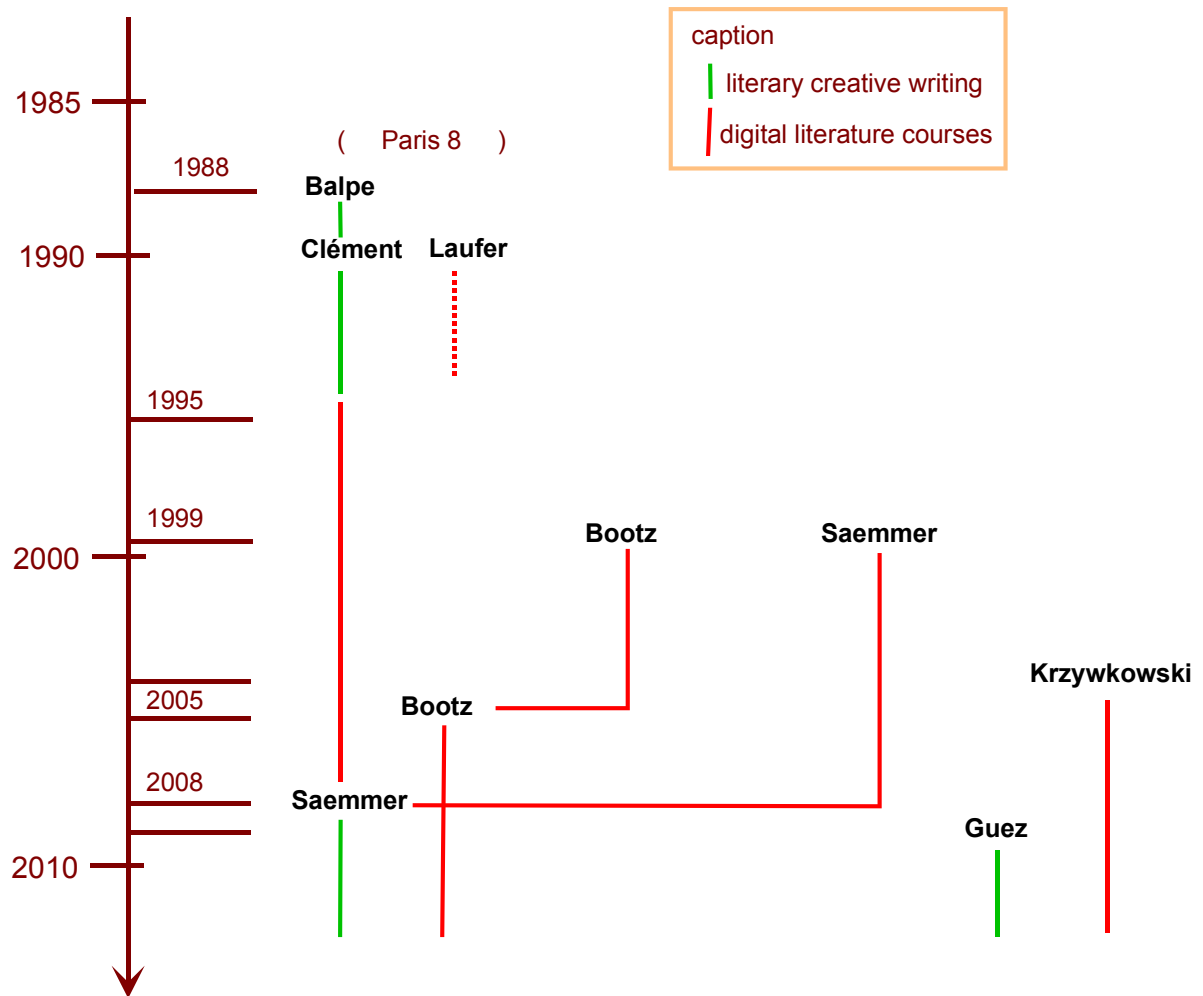 caption
literary creative writing
digital literature courses
1985
( Paris 8 )
1988
Balpe
1990
Clément Laufer
1995
1999
Bootz Saemmer
2000
Krzywkowski
2005
Bootz
2008
Saemmer
Guez
2010